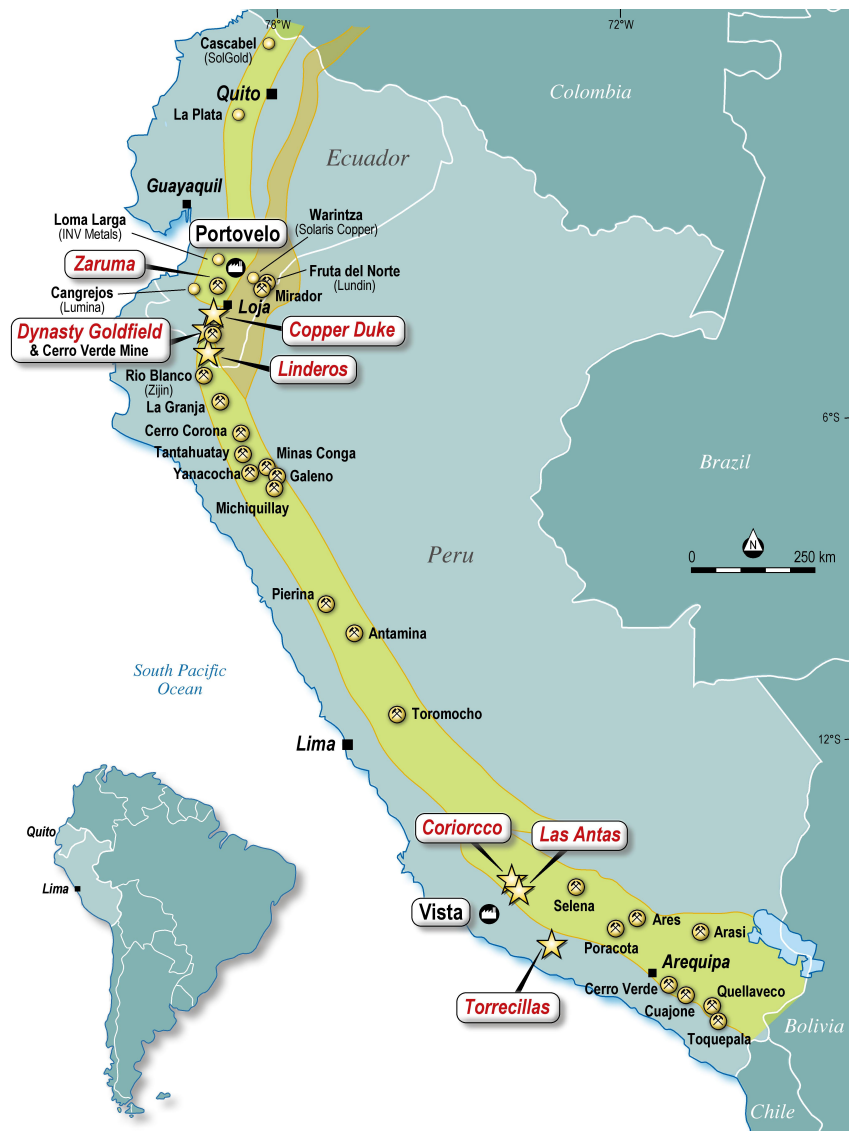 78°W
72°W
Cascabel
(SolGold)
Quito
Colombia
La Plata
Ecuador
Guayaquil
Loma Larga
(INV Metals)
Portovelo
Warintza
(Solaris Copper)
Zaruma
Fruta del Norte
(Lundin)
Cangrejos
(Lumina)
Mirador
Loja
Dynasty Goldfield
& Cerro Verde Mine
Copper Duke
Linderos
Rio Blanco
(Zijin)
La Granja
6°S
Cerro Corona
Tantahuatay
Minas Conga
Yanacocha
Galeno
Michiquillay
Brazil
N
0
250 km
Peru
Pierina
Antamina
South Pacific
Ocean
Toromocho
Lima
12°S
Coriorcco
Las Antas
Quito
Lima
Selena
Vista
Ares
Arasi
Poracota
Arequipa
Torrecillas
Cerro Verde
Quellaveco
Cuajone
Toquepala
Bolivia
Chile